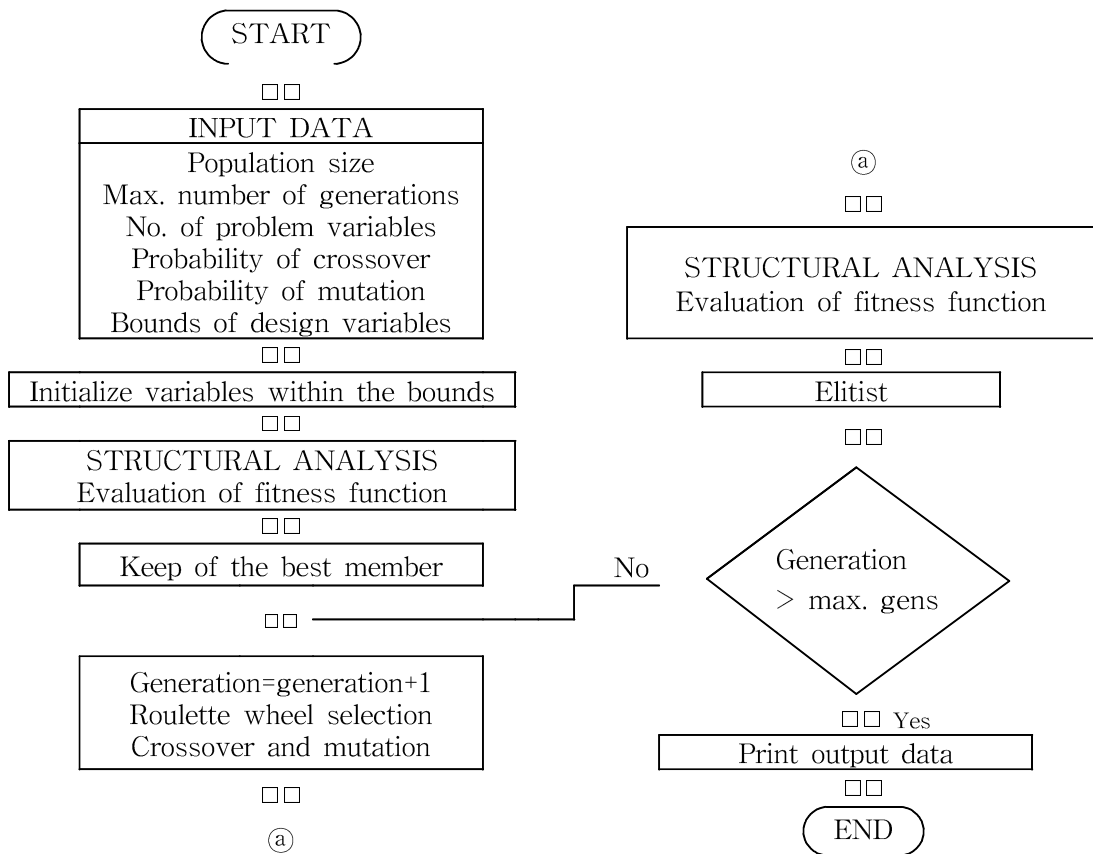 START
□□
INPUT DATA
Population size
Max. number of generations
No. of problem variables
Probability of crossover
Probability of mutation
Bounds of design variables
□□
Initialize variables within the bounds
□□
STRUCTURAL ANALYSIS
Evaluation of fitness function
□□
Keep of the best member
□□
Generation=generation+1
Roulette wheel selection
Crossover and mutation
□□
ⓐ
ⓐ
□□
STRUCTURAL ANALYSIS
Evaluation of fitness function
□□
Elitist
□□
Generation
> max. gens
No
□□ Yes
Print output data
□□
END